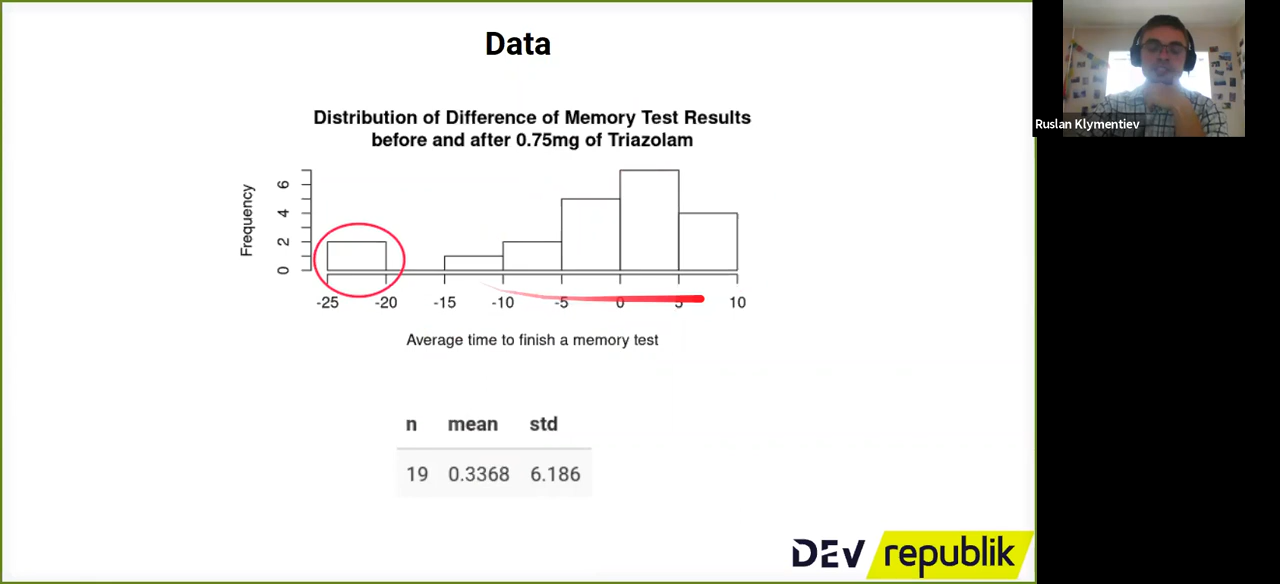 Data
Ruslan Klymentiev
Distribution of Difference of Memory Test Results
before and after 0.75mg of Triazolam
Frequency
6
4
2
0
-25 -20 -15 -10 -5 0 5 10
Average time to finish a memory test
n mean std
19 0.3368 6.186
DEV republik